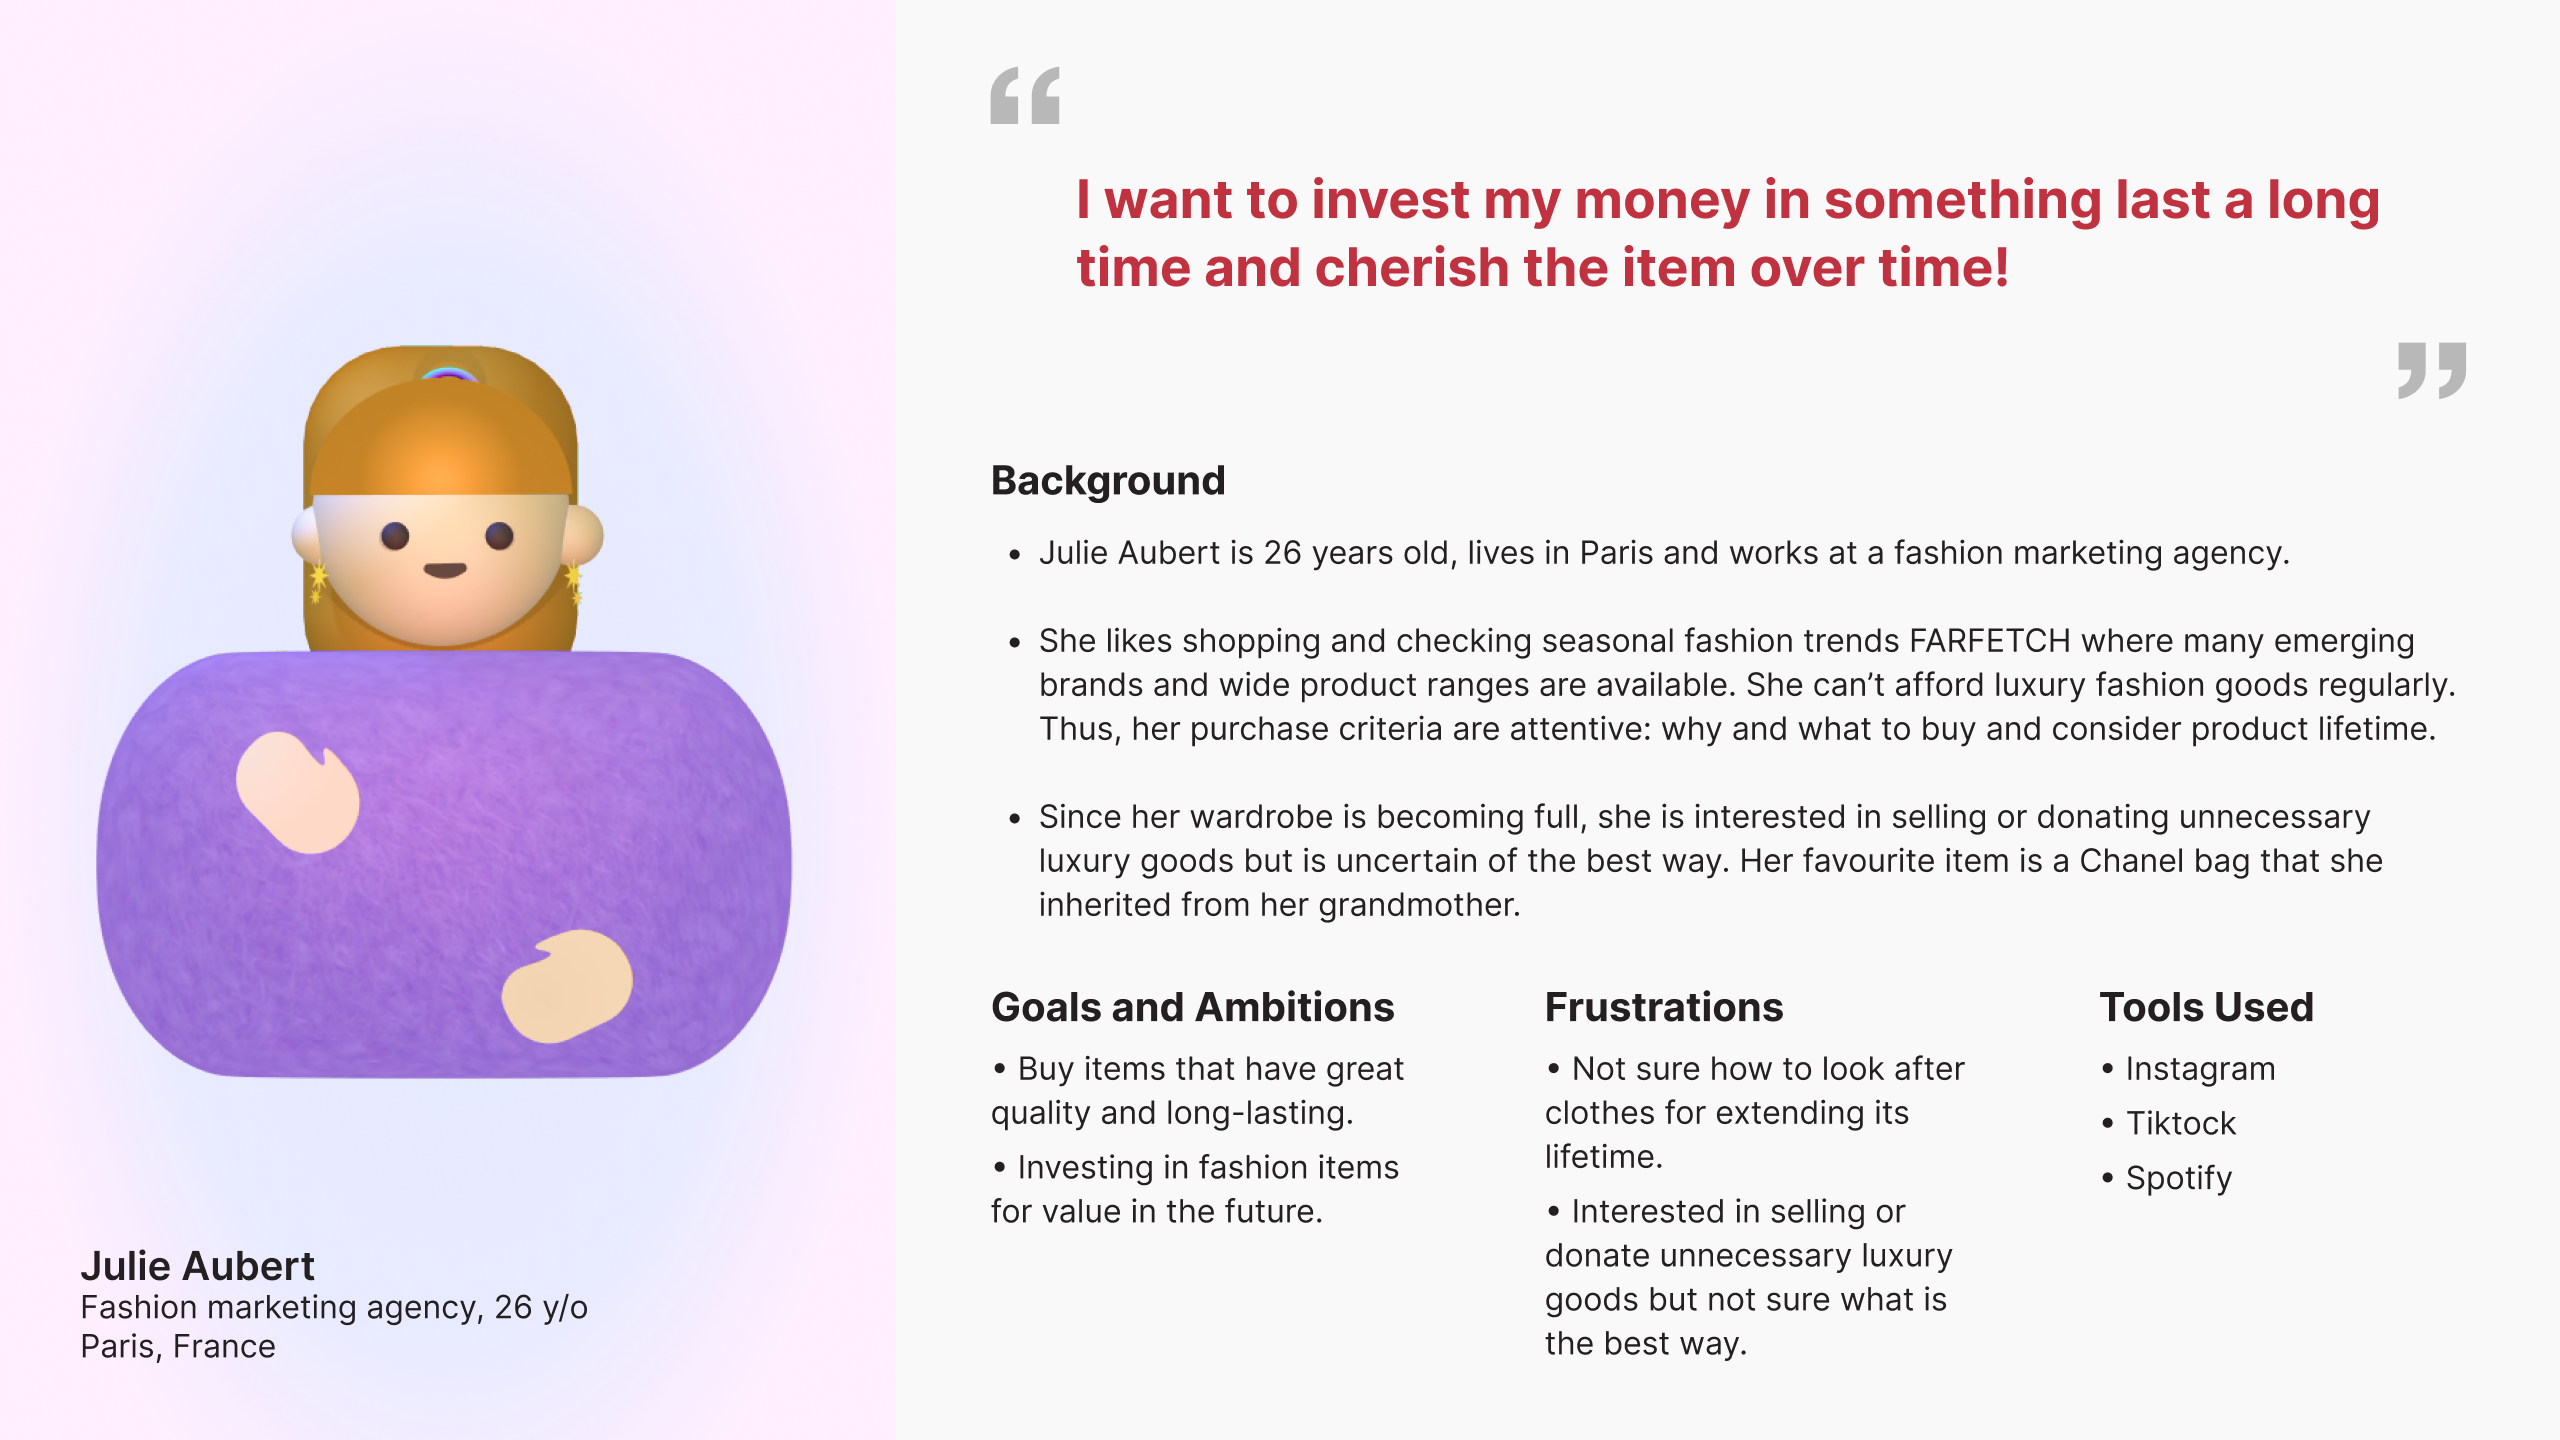 “
I want to invest my money in something last a long
time and cherish the item over time!
”
Background
• Julie Aubert is 26 years old, lives in Paris and works at a fashion marketing agency.
• She likes shopping and checking seasonal fashion trends FARFETCH where many emerging
brands and wide product ranges are available. She can’t afford luxury fashion goods regularly.
Thus, her purchase criteria are attentive: why and what to buy and consider product lifetime.
• Since her wardrobe is becoming full, she is interested in selling or donating unnecessary
luxury goods but is uncertain of the best way. Her favourite item is a Chanel bag that she
inherited from her grandmother.
Goals and Ambitions
• Buy items that have great
quality and long-lasting.
• Investing in fashion items
for value in the future.
Frustrations
• Not sure how to look after
clothes for extending its
lifetime.
• Interested in selling or
donate unnecessary luxury
goods but not sure what is
the best way.
Tools Used
• Instagram
• Tiktock
• Spotify
Julie Aubert
Fashion marketing agency, 26 y/o
Paris, France